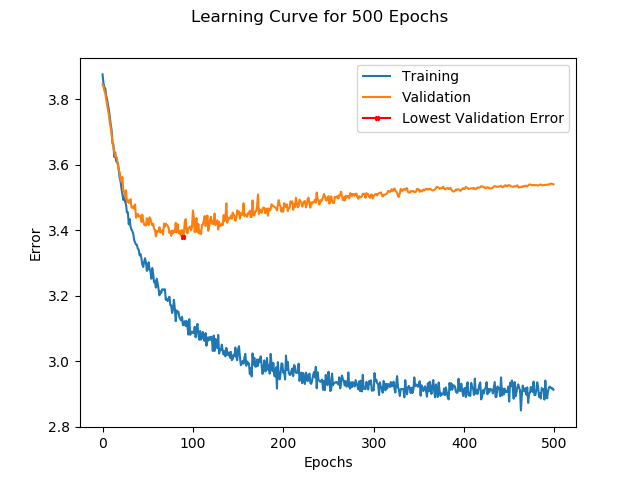 Learning Curve for 500 Epochs
Training
Validation
Lowest Validation Error
3.8
3.6
3.4
3.2
3.0
2.8
Error
0 100 200 300 400 500
Epochs